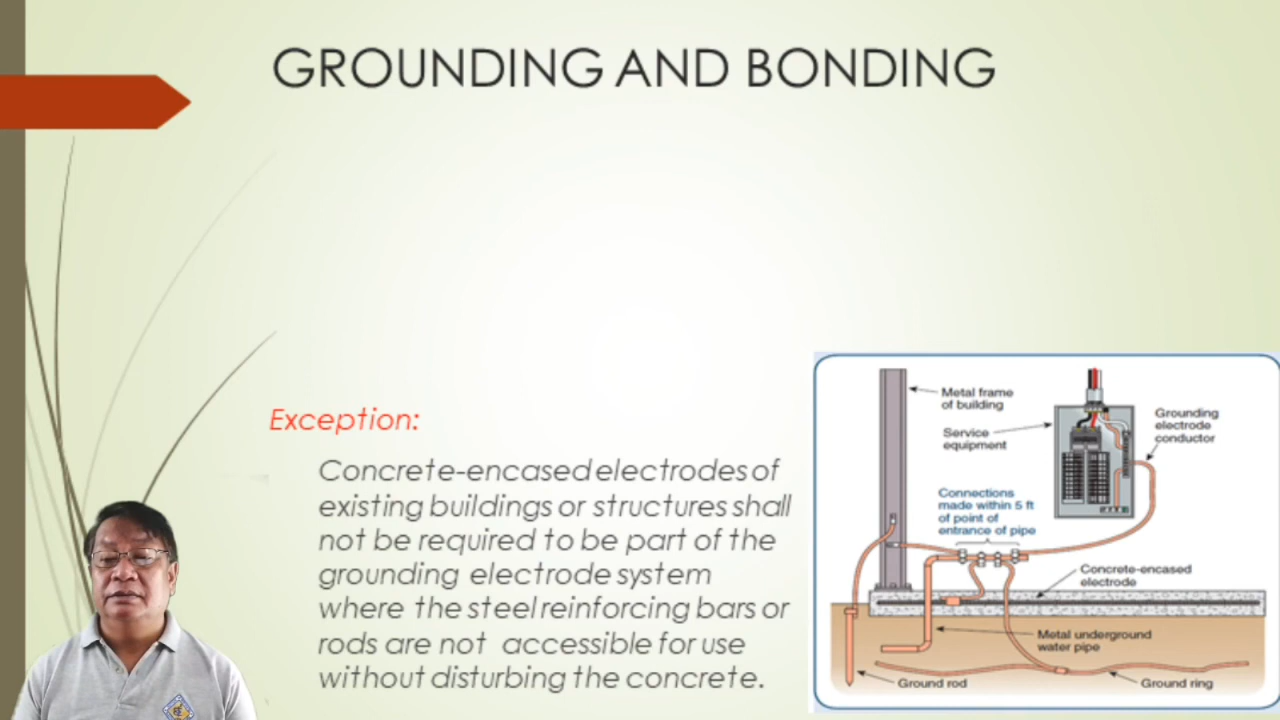 GROUNDING AND BONDING
Exception:
Concrete-encased electrodes of
existing buildings or structures shall
not be required to be part of the
grounding electrode system
where the steel reinforcing bars or
rods are not accessible for use
without disturbing the concrete.
Metal frame
of building
Service
equipment
Grounding
electrode
conductor
Connections
made within 5 ft
of point of
entrance of pipe
Concrete-encased
electrode
Metal underground
water pipe
Ground rod
Ground ring